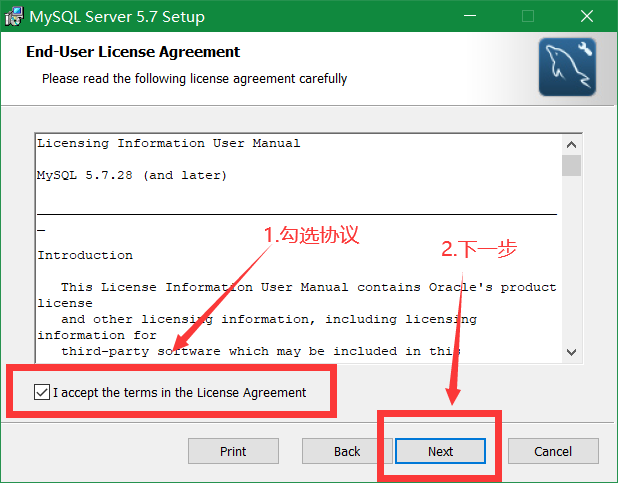 MySQL Server 5.7 Setup
End-User License Agreement
Please read the following license agreement carefully
Licensing Information User Manual
MySQL 5.7.28 (and later)
1.勾选协议
2.下一步
Introduction
This License Information User Manual contains Oracle's product
license
and other licensing information, including licensing
information for
third-party software which may be included in this
I accept the terms in the License Agreement
Print
Back
Next
Cancel